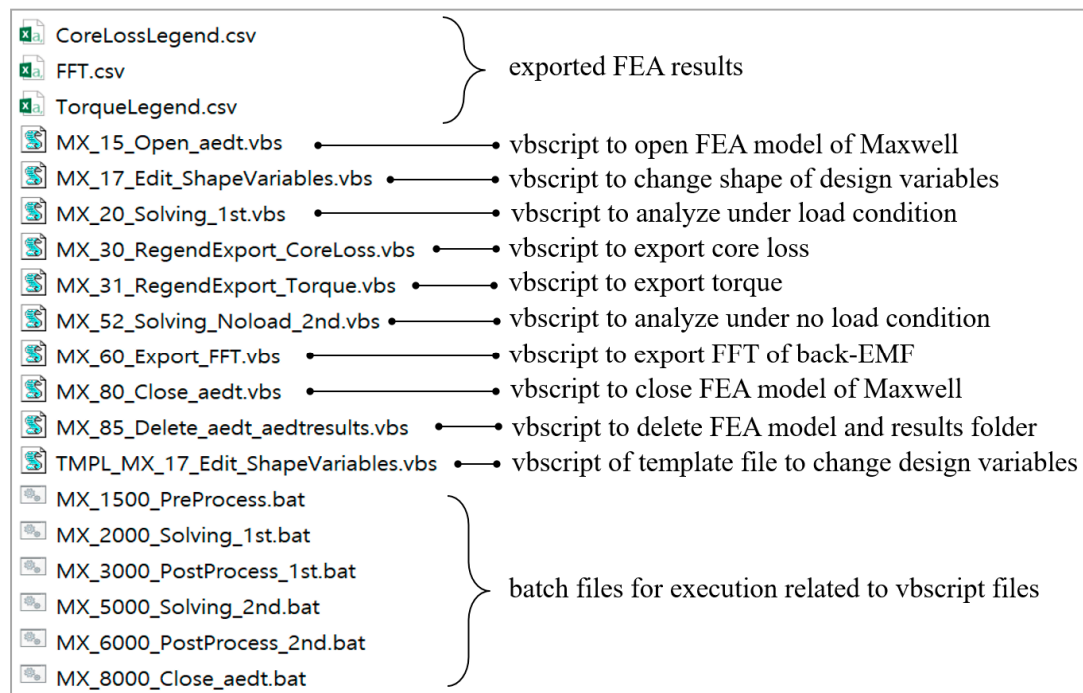 CoreLossLegend.csv
FFT.csv
exported FEA results
TorqueLegend.csv
MX_15_Open_aedt.vbs vbscript to open FEA model of Maxwell
MX_17_Edit_ShapeVariables.vbs vbscript to change shape of design variables
MX_20_Solving_1st.vbs vbscript to analyze under load condition
MX_30_RegendExport_CoreLoss.vbs vbscript to export core loss
MX_31_RegendExport_Torque.vbs vbscript to export torque
MX_52_Solving_Noload_2nd.vbs vbscript to analyze under no load condition
MX_60_Export_FFT.vbs vbscript to export FFT of back-EMF
MX_80_Close_aedt.vbs vbscript to close FEA model of Maxwell
MX_85_Delete_aedt_aedtresults.vbs vbscript to delete FEA model and results folder
TMPL_MX_17_Edit_ShapeVariables.vbs vbscript of template file to change design variables
MX_1500_PreProcess.bat
MX_2000_Solving_1st.bat
MX_3000_PostProcess_1st.bat
batch files for execution related to vbscript files
MX_5000_Solving_2nd.bat
MX_6000_PostProcess_2nd.bat
MX_8000_Close_aedt.bat